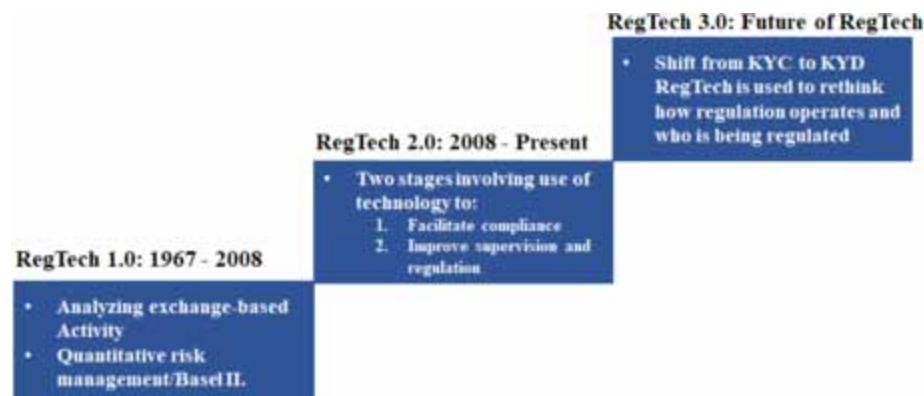 RegTech 3.0: Future of RegTech
• Shift from KYC to KYD
RegTech is used to rethink
how regulation operates and
who is being regulated
RegTech 2.0: 2008 - Present
• Two stages involving use of
technology to:
1. Facilitate compliance
2. Improve supervision and
regulation
RegTech 1.0: 1967 - 2008
• Analyzing exchange-based
Activity
• Quantitative risk
management/Basel II.